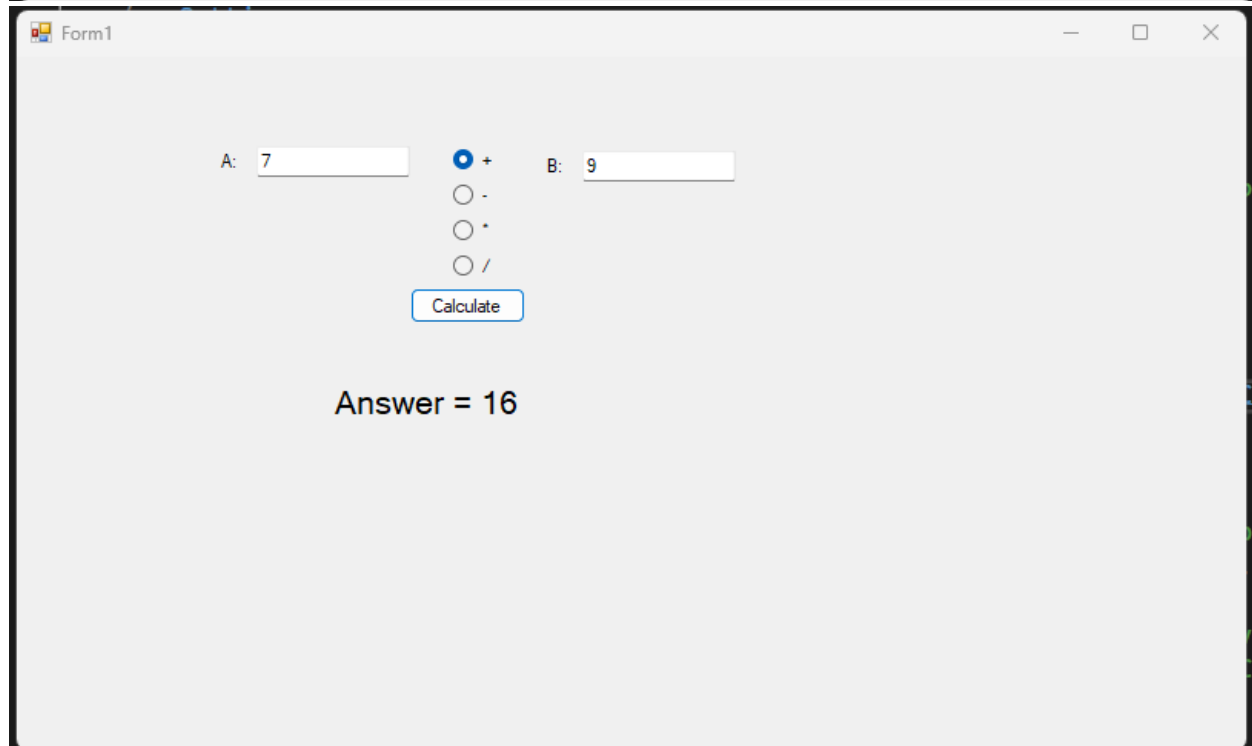 Form1
A: 7 + B: 9
-
*
/
Calculate
Answer = 16